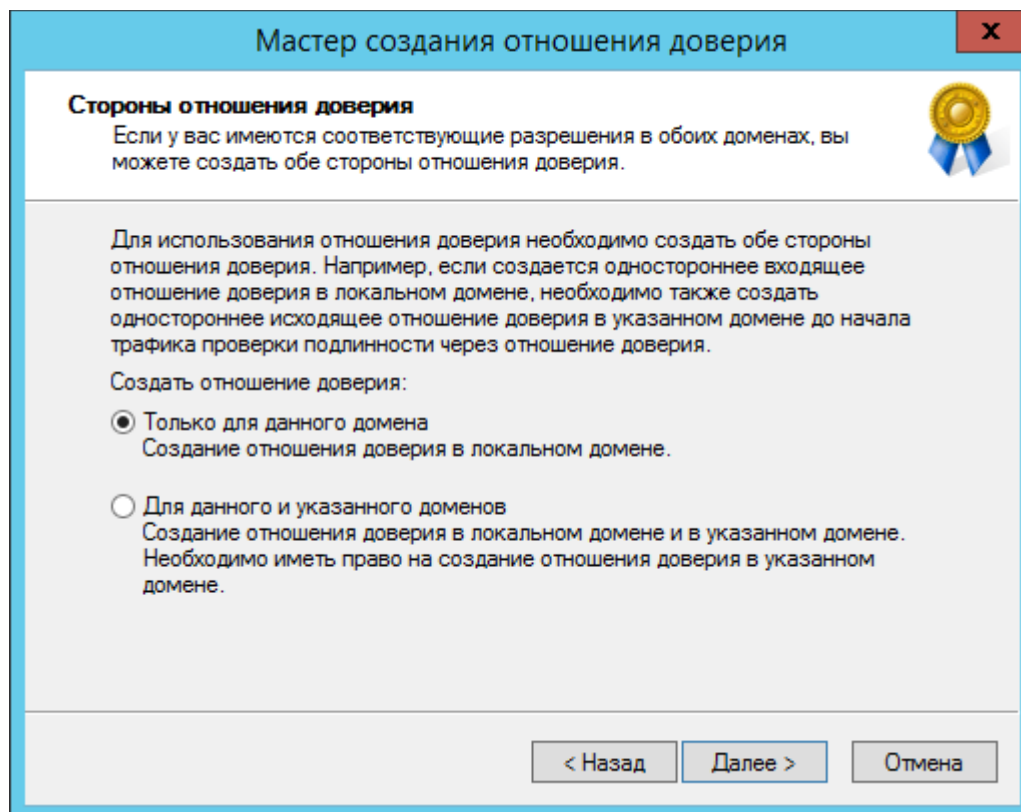 Мастер создания отношения доверия
x
Стороны отношения доверия
Если у вас имеются соответствующие разрешения в обоих доменах, вы
можете создать обе стороны отношения доверия.
Для использования отношения доверия необходимо создать обе стороны
отношения доверия. Например, если создается одностороннее входящее
отношение доверия в локальном домене, необходимо также создать
одностороннее исходящее отношение доверия в указанном домене до начала
трафика проверки подлинности через отношение доверия.
Создать отношение доверия:
Только для данного домена
Создание отношения доверия в локальном домене.
Для данного и указанного доменов
Создание отношения доверия в локальном домене и в указанном домене.
Необходимо иметь право на создание отношения доверия в указанном
домене.
< Назад Далее > Отмена